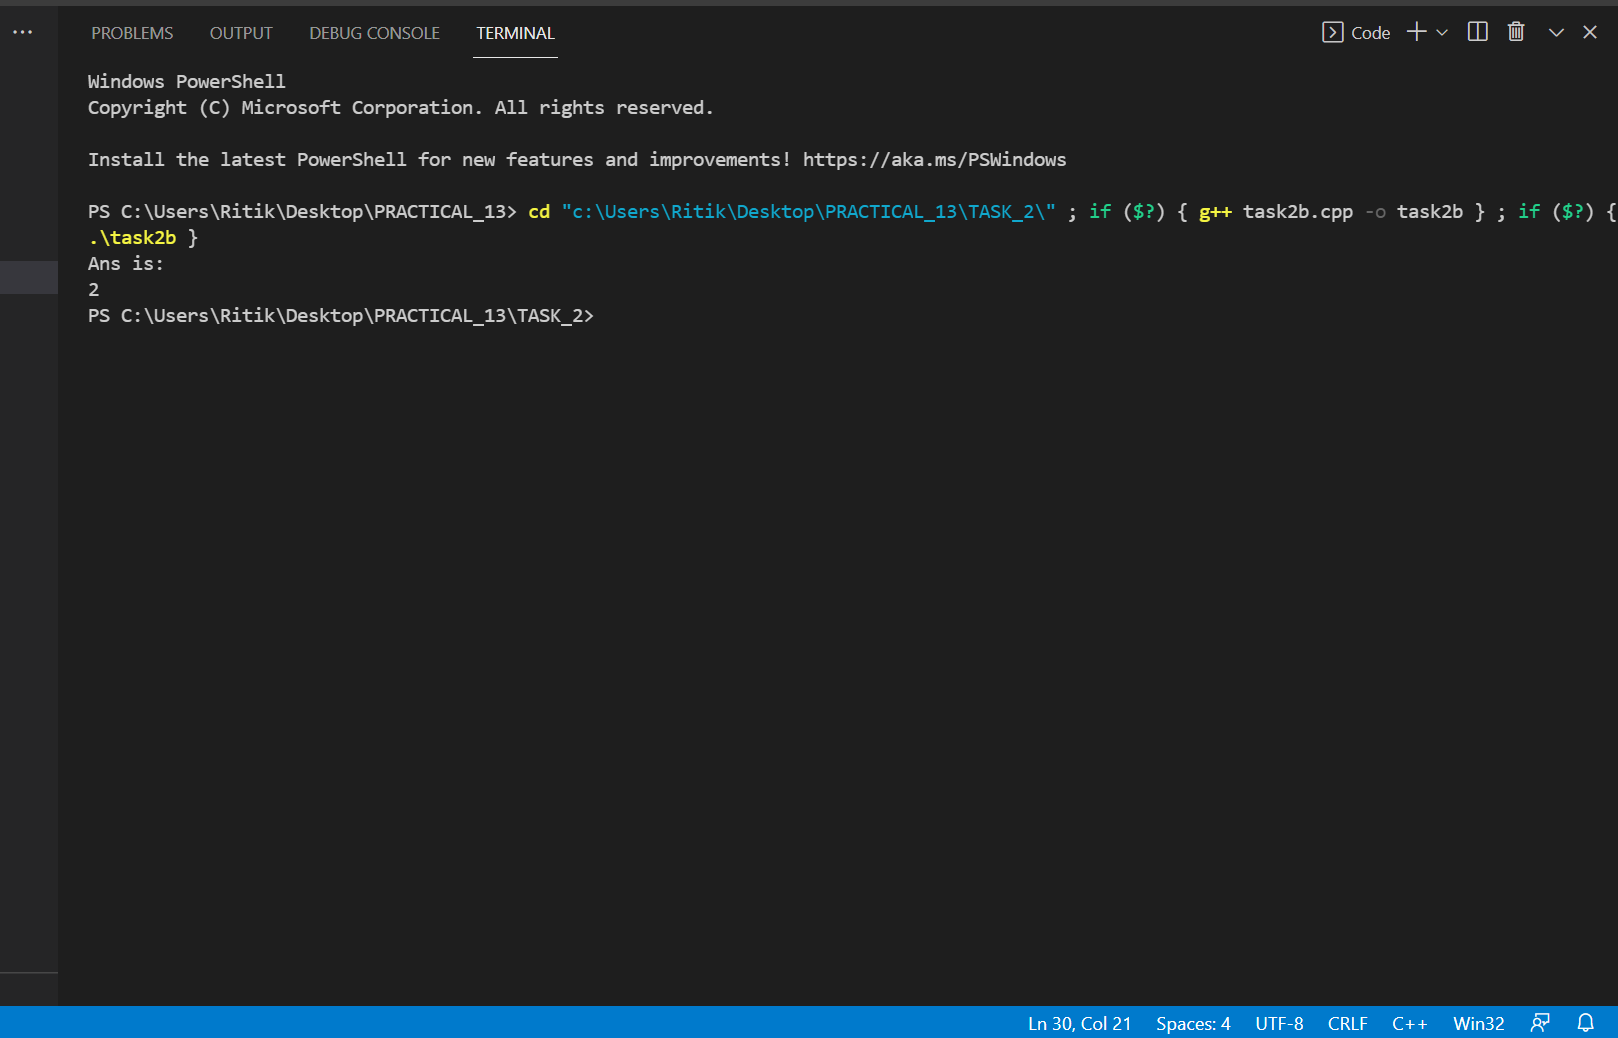 PROBLEMS OUTPUT DEBUG CONSOLE TERMINAL Code
Windows PowerShell
Copyright (C) Microsoft Corporation. All rights reserved.
Install the latest PowerShell for new features and improvements! https://aka.ms/PSWindows
PS C:\Users\Ritik\Desktop\PRACTICAL_13> cd "c:\Users\Ritik\Desktop\PRACTICAL_13\TASK_2\" ; if ($?) { g++ task2b.cpp -o task2b } ; if ($?) {
.\task2b }
Ans is:
2
PS C:\Users\Ritik\Desktop\PRACTICAL_13\TASK_2>
Ln 30, Col 21 Spaces: 4 UTF-8 CRLF C++ Win32